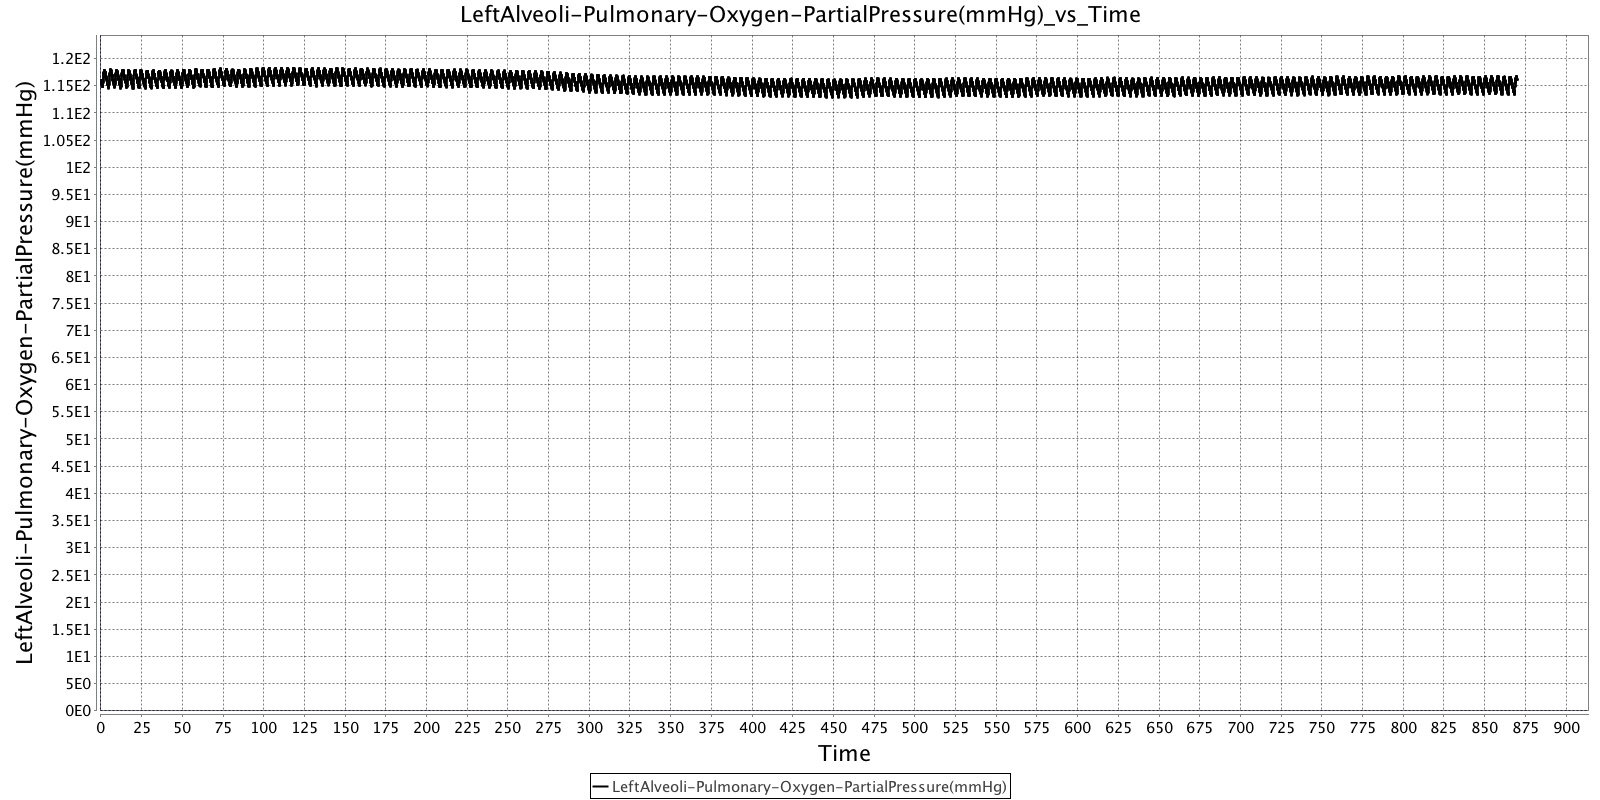 LeftAlveoli-Pulmonary-Oxygen-PartialPressure(mmHg)_vs_Time
LeftAlveoli-Pulmonary-Oxygen-PartialPressure(mmHg)
1.2E2
1.15E2
1.1E2
1.05E2
1E2
9.5E1
9E1
8.5E1
8E1
7.5E1
7E1
6.5E1
6E1
5.5E1
5E1
4.5E1
4E1
3.5E1
3E1
2.5E1
2E1
1.5E1
1E1
5E0
0E0
0 25 50 75 100 125 150 175 200 225 250 275 300 325 350 375 400 425 450 475 500 525 550 575 600 625 650 675 700 725 750 775 800 825 850 875 900
Time
LeftAlveoli-Pulmonary-Oxygen-PartialPressure(mmHg)